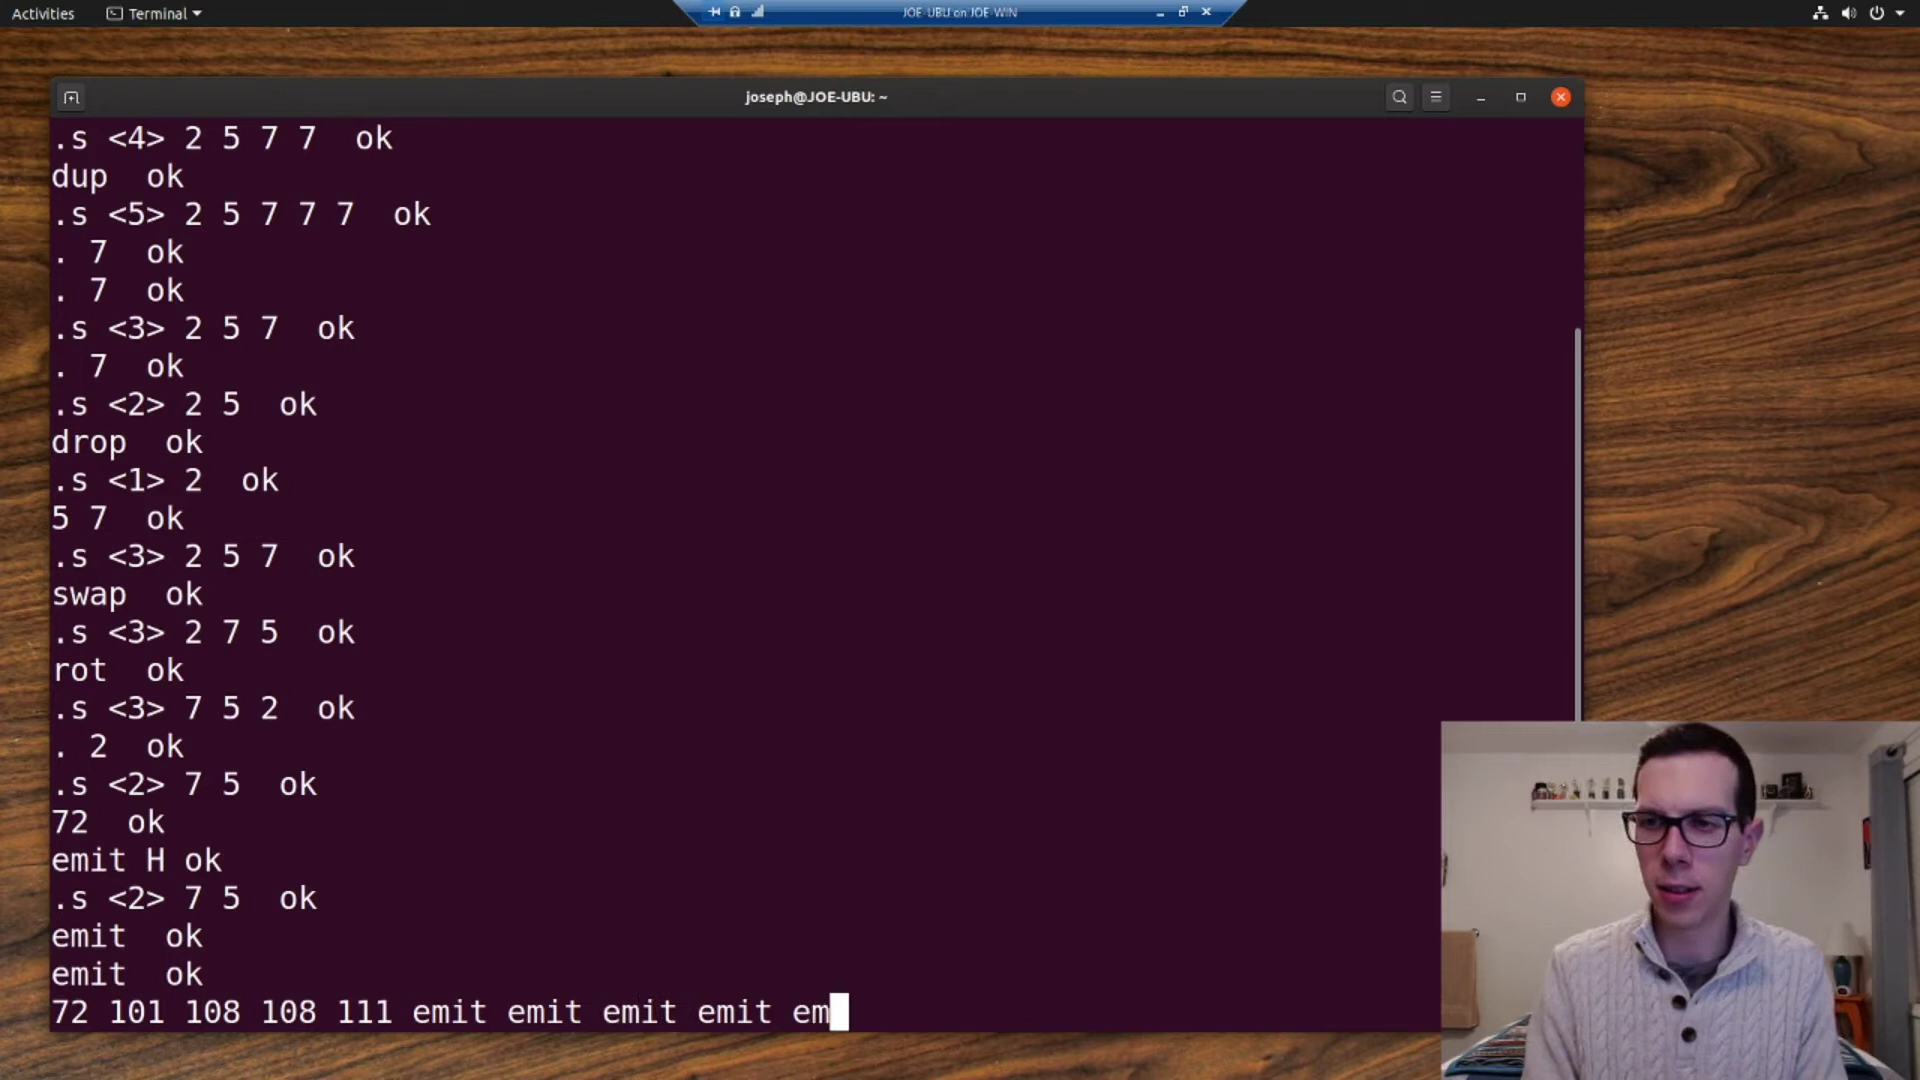 Activities
Terminal
JOE-UBU on JOE-WIN
joseph@JOE-UBU: ~
.s <4> 2 5 7 7  ok
dup  ok
.s <5> 2 5 7 7 7  ok
. 7  ok
. 7  ok
.s <3> 2 5 7  ok
. 7  ok
.s <2> 2 5  ok
drop  ok
.s <1> 2  ok
5 7  ok
.s <3> 2 5 7  ok
swap  ok
.s <3> 2 7 5  ok
rot  ok
.s <3> 7 5 2  ok
. 2  ok
.s <2> 7 5  ok
72  ok
emit H ok
.s <2> 7 5  ok
emit  ok
emit  ok
72 101 108 108 111 emit emit emit emit em